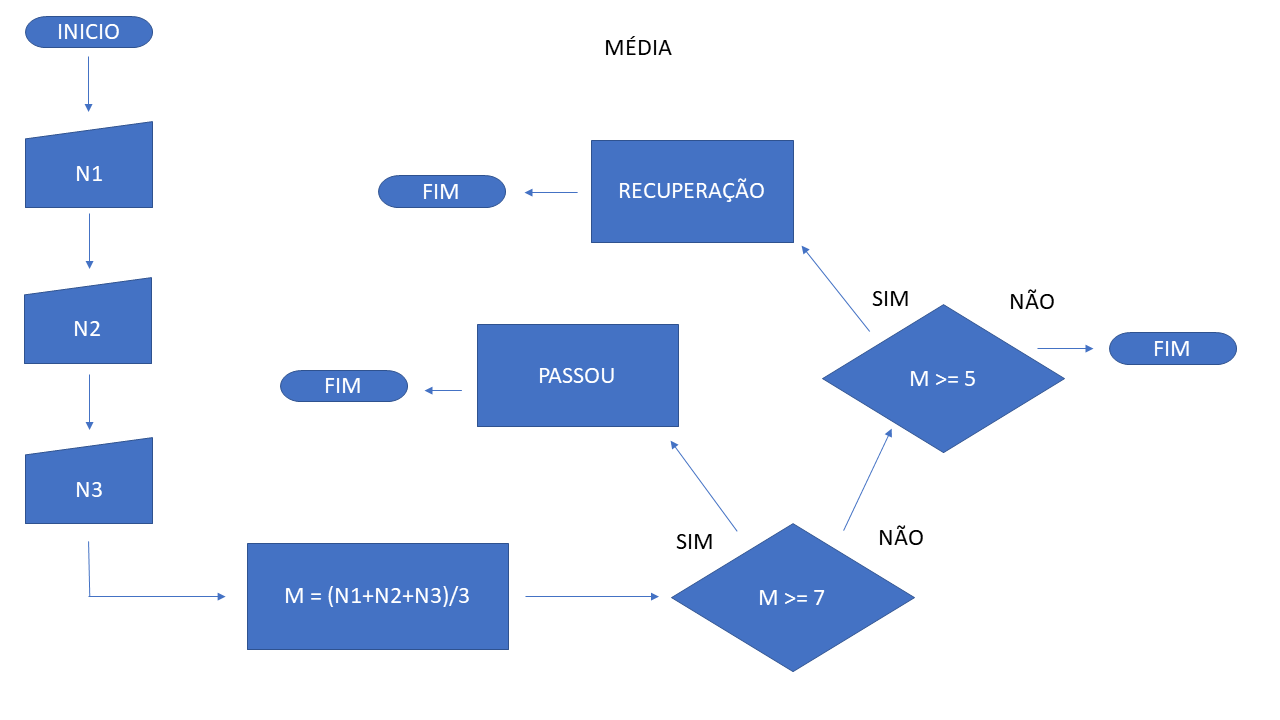 INICIO
MÉDIA
N1
N2
N3
M = (N1+N2+N3)/3
M >= 7
SIM
PASSOU
FIM
NÃO
M >= 5
SIM
RECUPERAÇÃO
FIM
NÃO
FIM